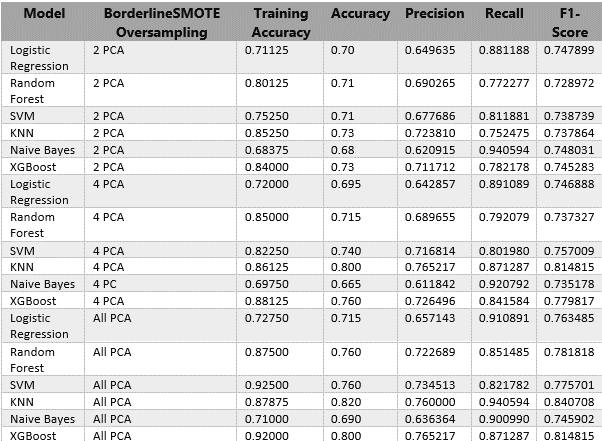 Model BorderlineSMOTE Oversampling Training Accuracy Accuracy Precision Recall F1-Score
Logistic Regression 2 PCA 0.71125 0.70 0.649635 0.881188 0.747899
Random Forest 2 PCA 0.80125 0.71 0.690265 0.772277 0.728972
SVM 2 PCA 0.75250 0.71 0.677686 0.811881 0.738739
KNN 2 PCA 0.85250 0.73 0.723810 0.752475 0.737864
Naive Bayes 2 PCA 0.68375 0.68 0.620915 0.940594 0.748031
XGBoost 2 PCA 0.84000 0.73 0.711712 0.782178 0.745283
Logistic Regression 4 PCA 0.72000 0.695 0.642857 0.891089 0.746888
Random Forest 4 PCA 0.85000 0.715 0.689655 0.792079 0.737327
SVM 4 PCA 0.82250 0.740 0.716814 0.801980 0.757009
KNN 4 PCA 0.86125 0.800 0.765217 0.871287 0.814815
Naive Bayes 4 PC 0.69750 0.665 0.611842 0.920792 0.735178
XGBoost 4 PCA 0.88125 0.760 0.726496 0.841584 0.779817
Logistic Regression All PCA 0.72750 0.715 0.657143 0.910891 0.763485
Random Forest All PCA 0.87500 0.760 0.722689 0.851485 0.781818
SVM All PCA 0.92500 0.760 0.734513 0.821782 0.775701
KNN All PCA 0.87875 0.820 0.760000 0.940594 0.840708
Naive Bayes All PCA 0.71000 0.690 0.636364 0.900990 0.745902
XGBoost All PCA 0.92000 0.800 0.765217 0.871287 0.814815